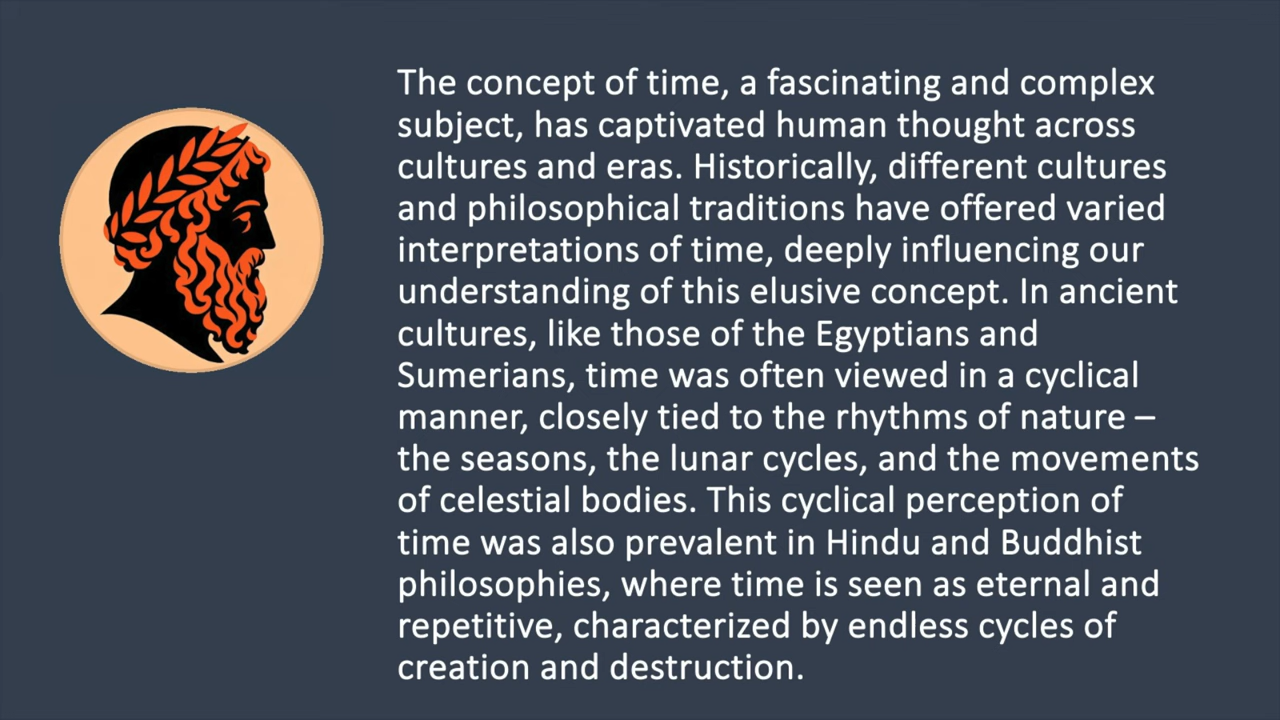 The concept of time, a fascinating and complex
subject, has captivated human thought across
cultures and eras. Historically, different cultures
and philosophical traditions have offered varied
interpretations of time, deeply influencing our
understanding of this elusive concept. In ancient
cultures, like those of the Egyptians and
Sumerians, time was often viewed in a cyclical
manner, closely tied to the rhythms of nature –
the seasons, the lunar cycles, and the movements
of celestial bodies. This cyclical perception of
time was also prevalent in Hindu and Buddhist
philosophies, where time is seen as eternal and
repetitive, characterized by endless cycles of
creation and destruction.